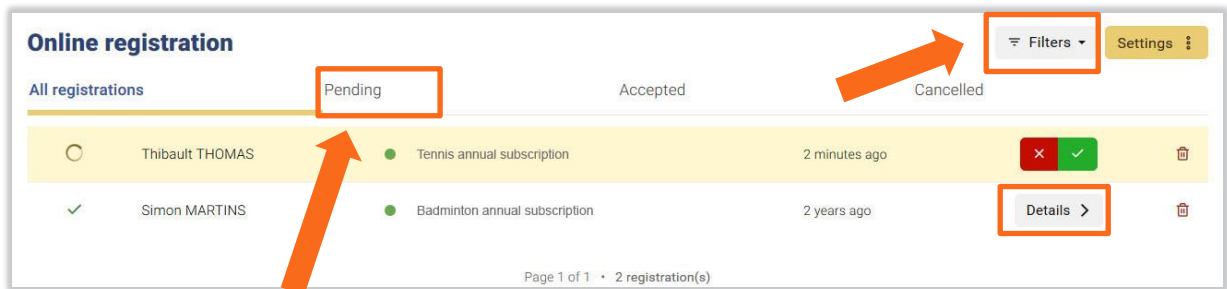 Online registration
Filters
Settings
All registrations Pending Accepted Cancelled
Thibault THOMAS Tennis annual subscription 2 minutes ago
Simon MARTINS Badminton annual subscription 2 years ago Details
Page 1 of 1 • 2 registration(s)